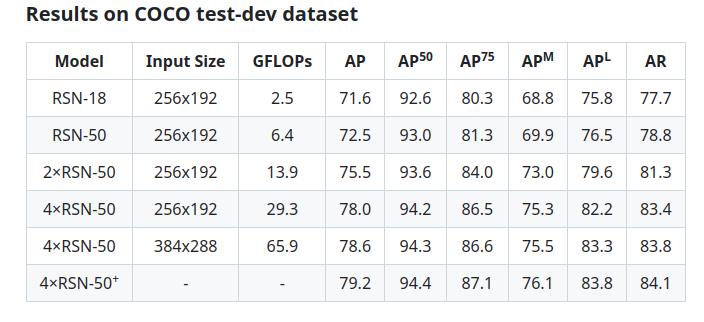 Results on COCO test-dev dataset
Model Input Size GFLOPs AP AP50 AP75 APM APL AR
RSN-18 256x192 2.5 71.6 92.6 80.3 68.8 75.8 77.7
RSN-50 256x192 6.4 72.5 93.0 81.3 69.9 76.5 78.8
2×RSN-50 256x192 13.9 75.5 93.6 84.0 73.0 79.6 81.3
4×RSN-50 256x192 29.3 78.0 94.2 86.5 75.3 82.2 83.4
4×RSN-50 384x288 65.9 78.6 94.3 86.6 75.5 83.3 83.8
4×RSN-50+ - - 79.2 94.4 87.1 76.1 83.8 84.1